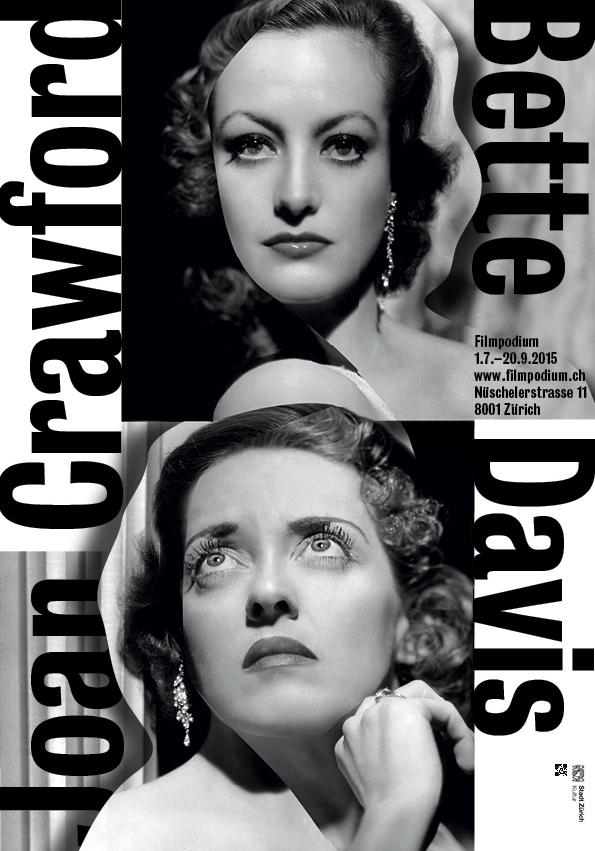 Joan Crawford
Bette Davis
Filmpodium
1.7.–20.9.2015
www.filmpodium.ch
Nüschelerstrasse 11
8001 Zürich
Stadt Zürich
Kultur